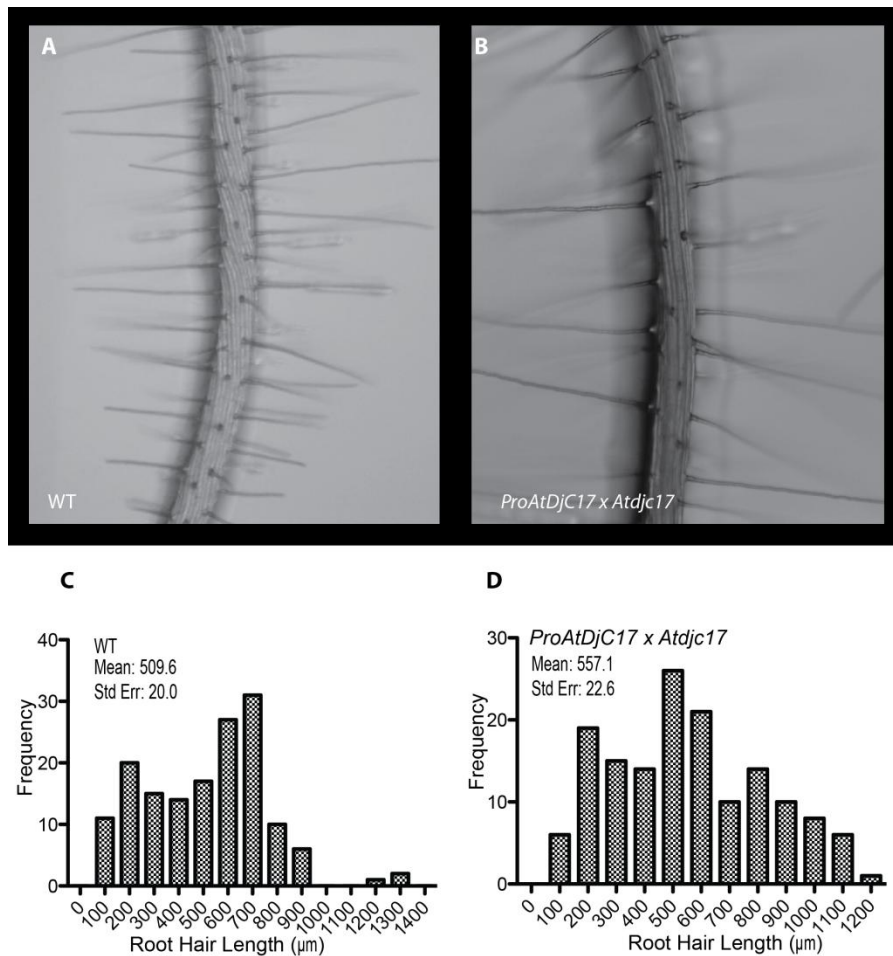 A
B
WT
ProAtDjC17 x Atdjc17
C
D
WT
Mean: 509.6
Std Err: 20.0
40
30
20
10
0
Frequency
0 100 200 300 400 500 600 700 800 900 1000 1100 1200 1300 1400
Root Hair Length (μm)
ProAtDjC17 x Atdjc17
Mean: 557.1
Std Err: 22.6
30
20
10
0
Frequency
0 100 200 300 400 500 600 700 800 900 1000 1100 1200
Root Hair Length (μm)